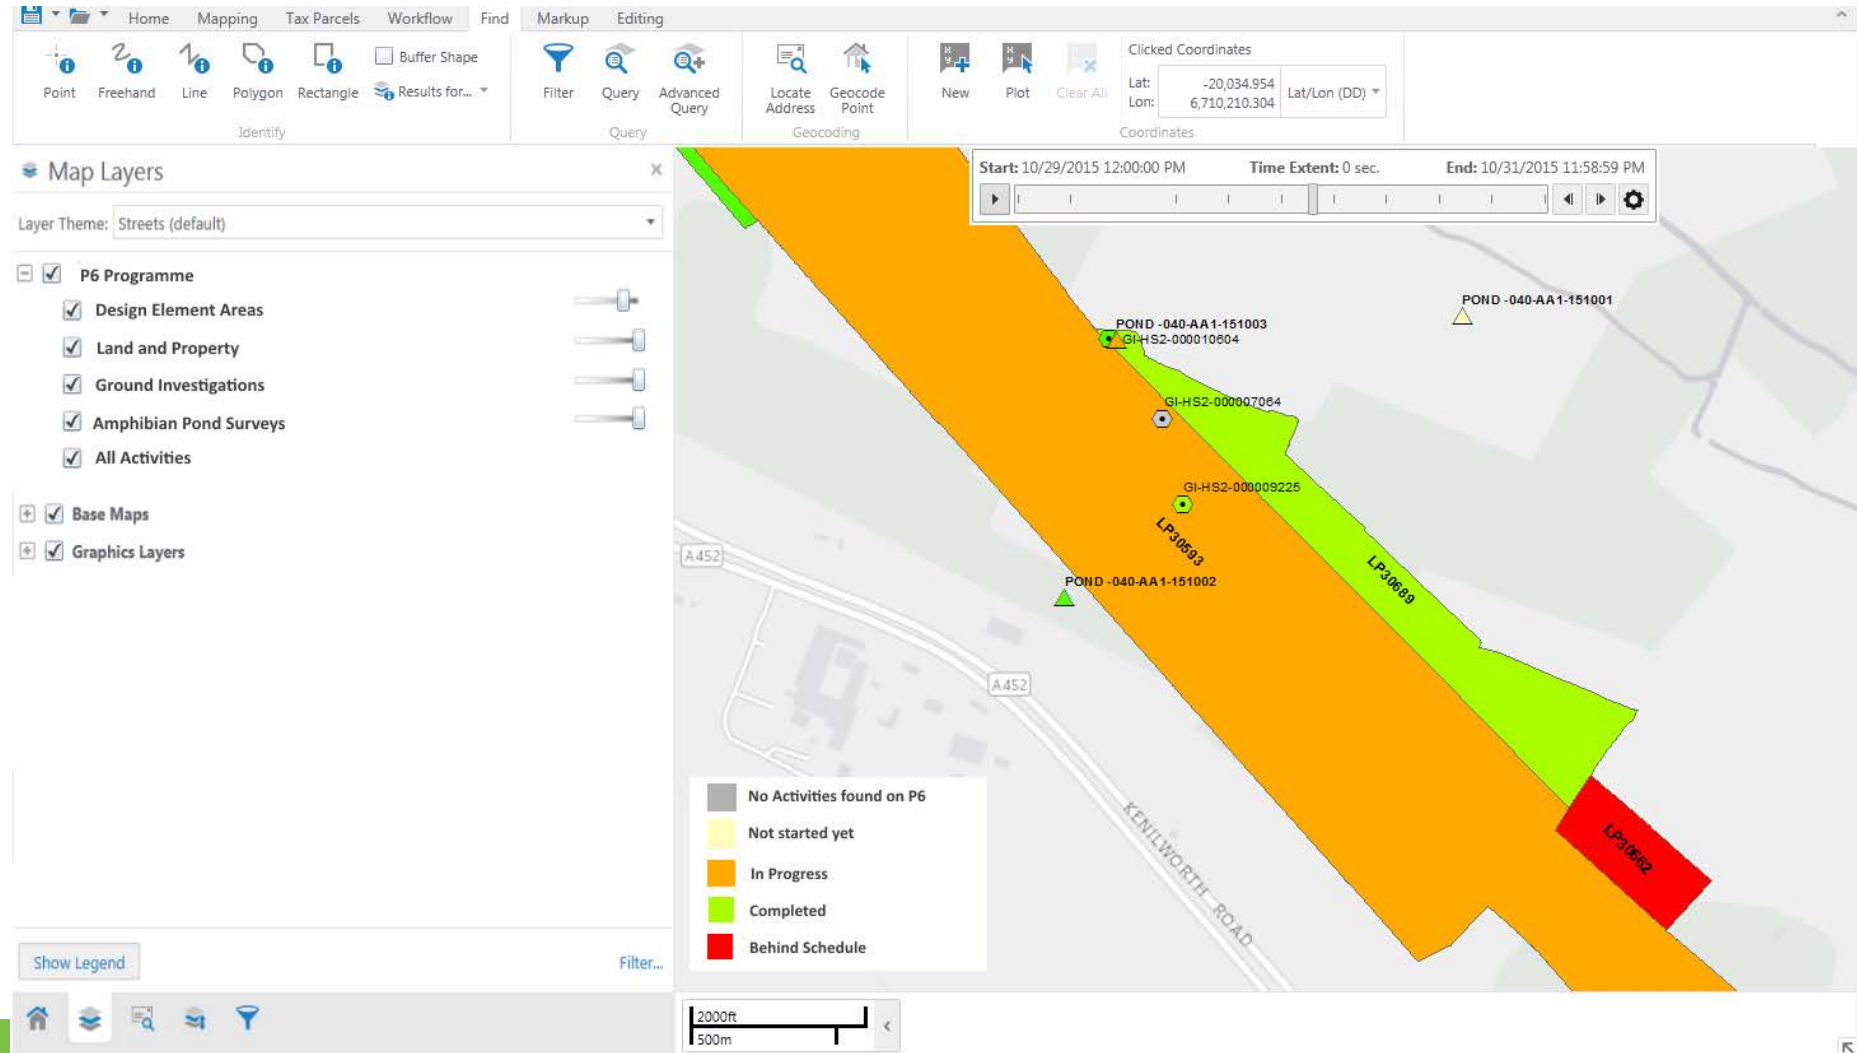 Home Mapping Tax Parcels Workflow Find Markup Editing
Point Freehand Line Polygon Rectangle
Buffer Shape
Results for...
Identify
Filter Query Advanced Query
Query
Locate Address Geocode Point
Geocoding
New Plot Clear All
Clicked Coordinates
Lat: -20,034.954
Lon: 6,710,210.304
Lat/Lon (DD)
Coordinates
Map Layers
Layer Theme: Streets (default)
P6 Programme
Design Element Areas
Land and Property
Ground Investigations
Amphibian Pond Surveys
All Activities
Base Maps
Graphics Layers
Show Legend
Filter...
Start: 10/29/2015 12:00:00 PM Time Extent: 0 sec. End: 10/31/2015 11:58:59 PM
POND -040-AA1-151001
POND -040-AA1-151003
GI-HS2-000010604
GI-HS2-000007064
GI-HS2-000009225
LP30593
LP30689
POND -040-AA1-151002
A452
A452
LP30662
KENILWORTH ROAD
No Activities found on P6
Not started yet
In Progress
Completed
Behind Schedule
2000ft
500m